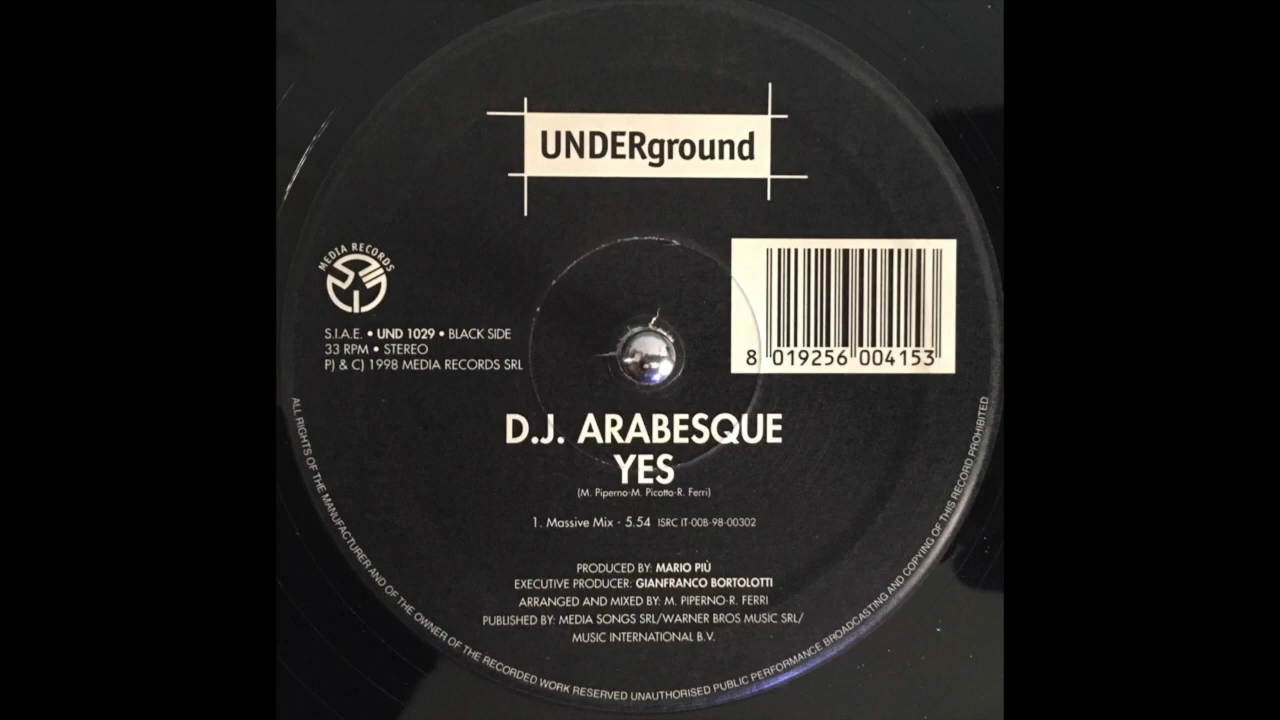 UNDERground
MEDIA RECORDS
S.I.A.E. • UND 1029 • BLACK SIDE
33 RPM • STEREO
P) & C) 1998 MEDIA RECORDS SRL
8 019256 004153
D.J. ARABESQUE
YES
(M. Piperno-M. Picotto-R. Ferri)
1. Massive Mix - 5.54 ISRC IT-00B-98-00302
PRODUCED BY: MARIO PIÙ
EXECUTIVE PRODUCER: GIANFRANCO BORTOLOTTI
ARRANGED AND MIXED BY: M. PIPERNO-R. FERRI
PUBLISHED BY: MEDIA SONGS SRL/WARNER BROS MUSIC SRL/
MUSIC INTERNATIONAL B.V.
ALL RIGHTS OF THE MANUFACTURER AND OF THE OWNER OF THE RECORDED WORK RESERVED UNAUTHORISED PUBLIC PERFORMANCE BROADCASTING AND COPYING OF THIS RECORD PROHIBITED